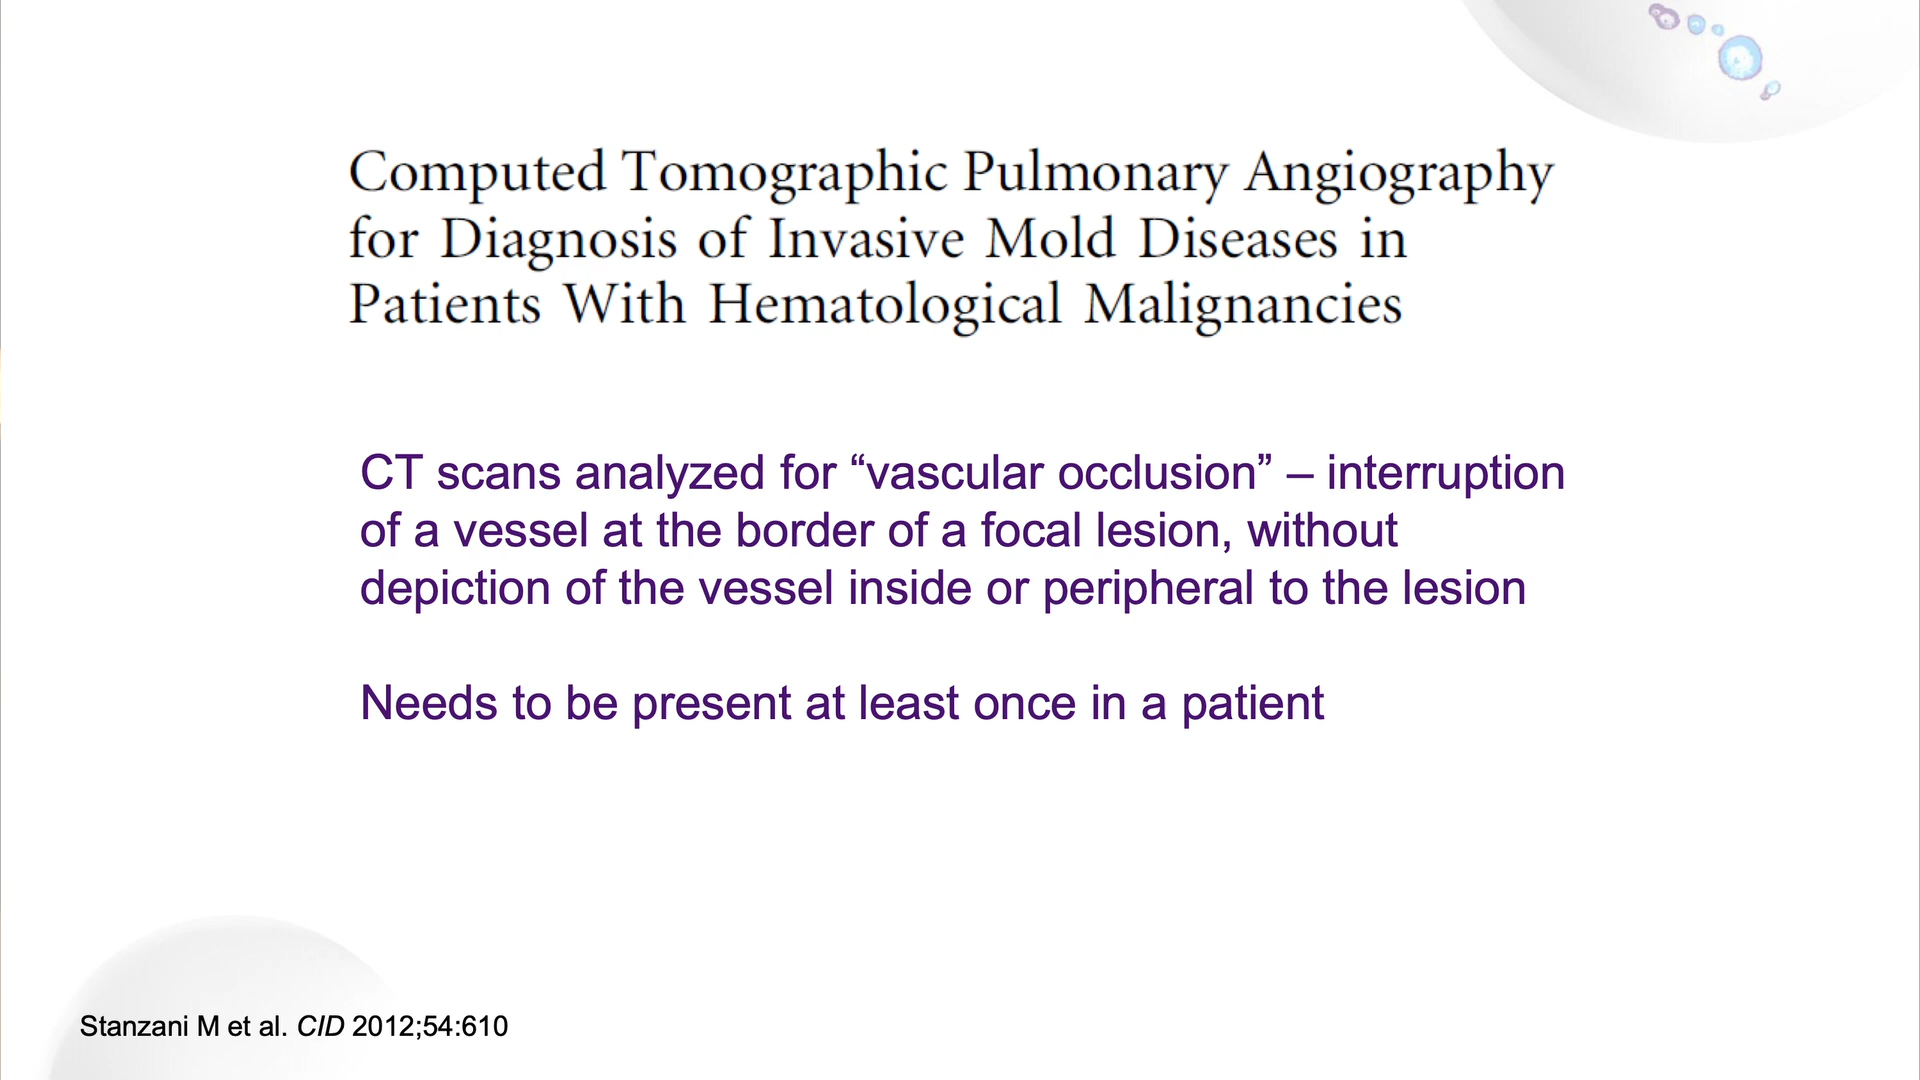 Computed Tomographic Pulmonary Angiography
for Diagnosis of Invasive Mold Diseases in
Patients With Hematological Malignancies
CT scans analyzed for “vascular occlusion” – interruption
of a vessel at the border of a focal lesion, without
depiction of the vessel inside or peripheral to the lesion
Needs to be present at least once in a patient
Stanzani M et al. CID 2012;54:610